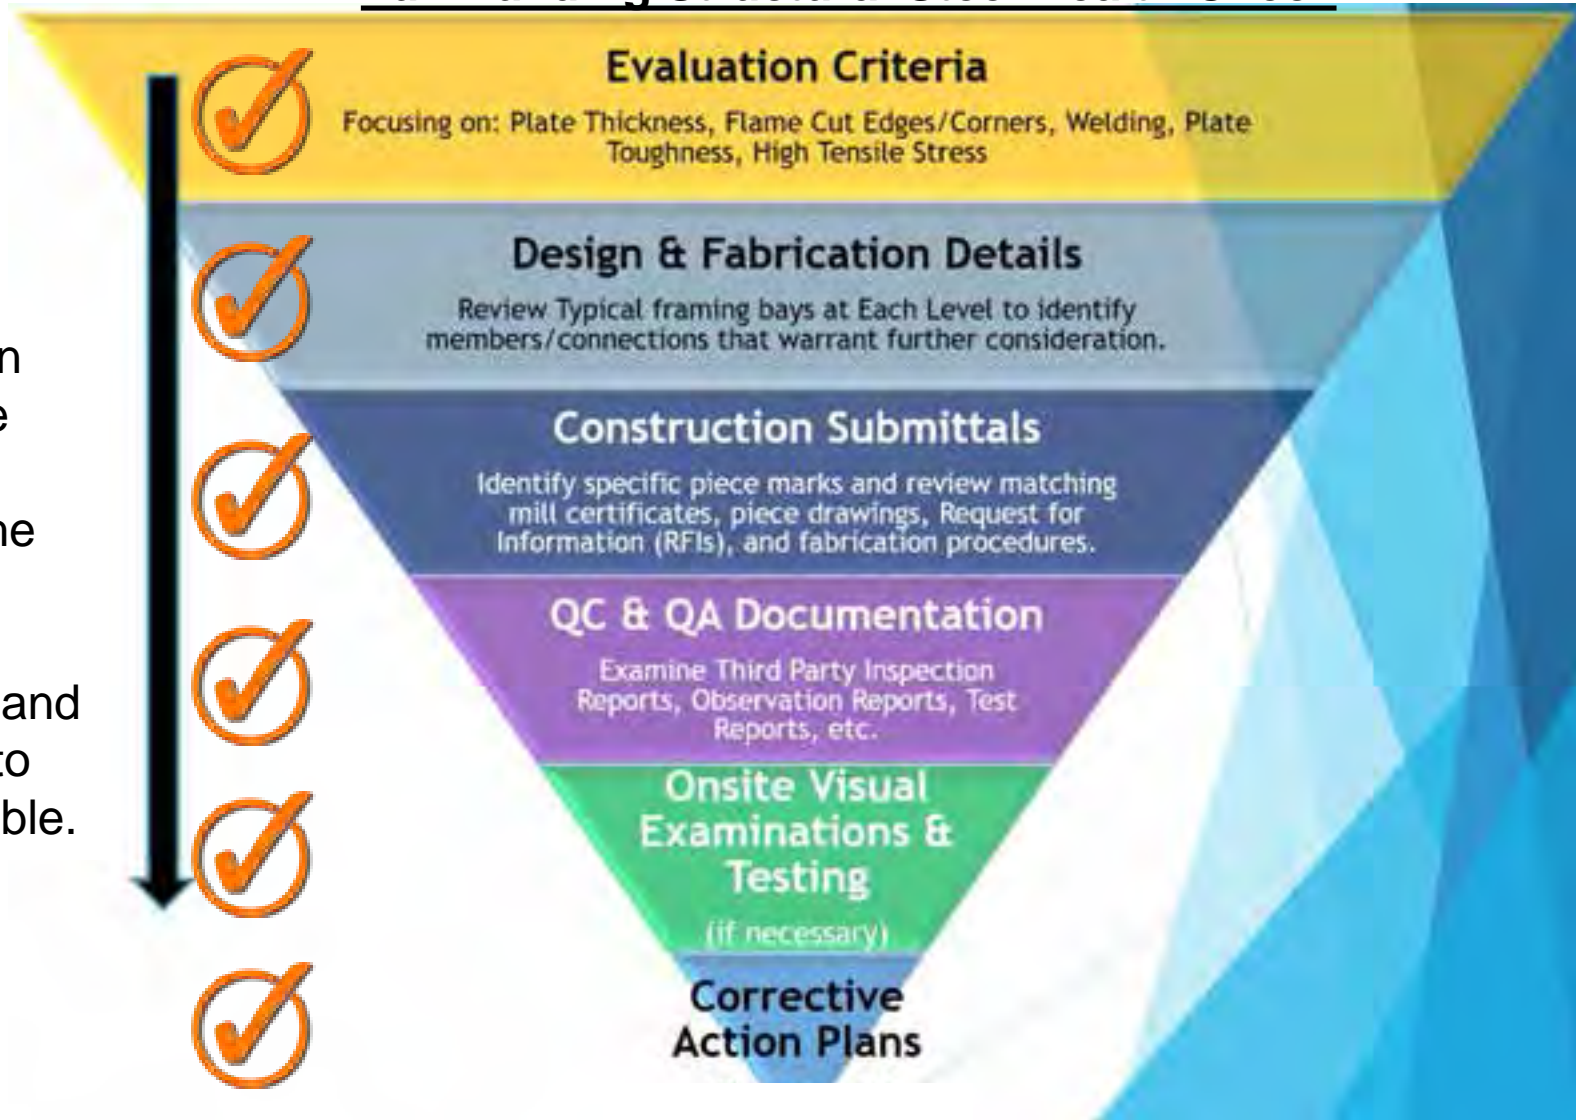 Evaluation Criteria
Focusing on: Plate Thickness, Flame Cut Edges/Corners, Welding, Plate
Toughness, High Tensile Stress
Design & Fabrication Details
Review Typical framing bays at Each Level to identify
members/connections that warrant further consideration.
Construction Submittals
Identify specific piece marks and review matching
mill certificates, piece drawings, Request for
Information (RFIs), and fabrication procedures.
QC & QA Documentation
Examine Third Party Inspection
Reports, Observation Reports, Test
Reports, etc.
Onsite Visual
Examinations &
Testing
(if necessary)
Corrective
Action Plans
and
to